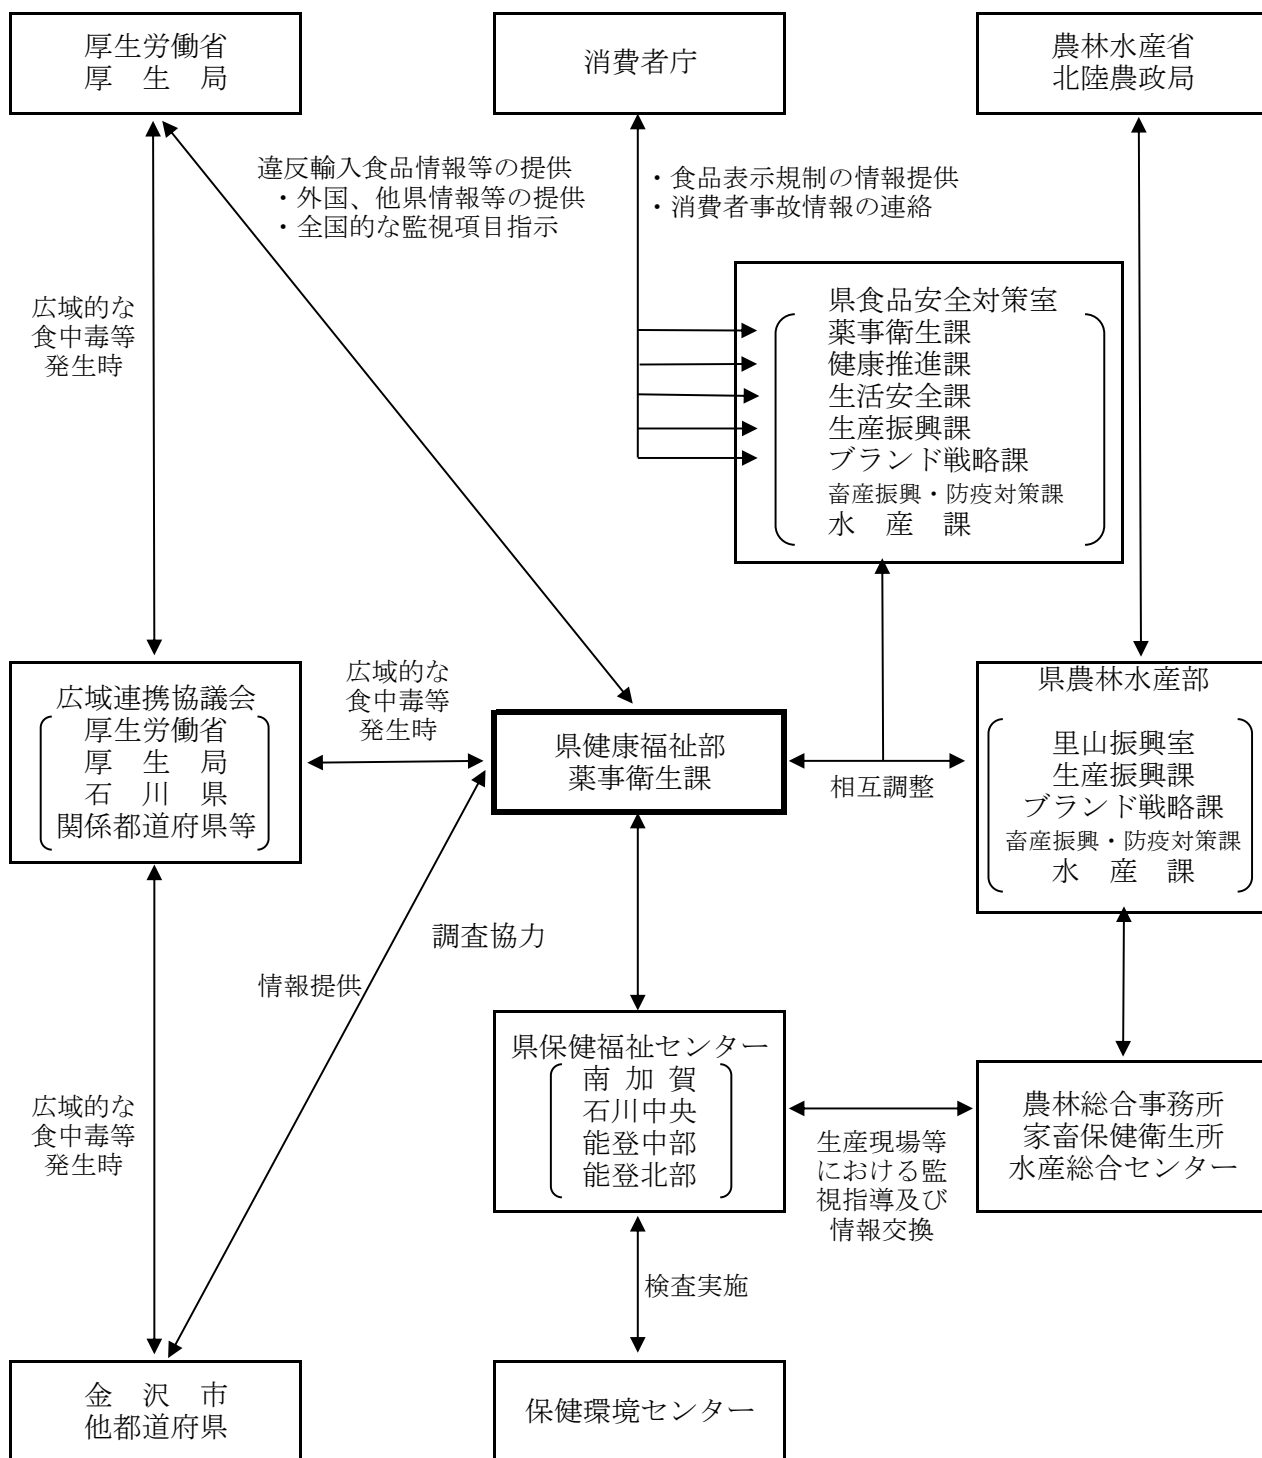 厚生労働省
厚　生　局
消費者庁
農林水産省
北陸農政局
違反輸入食品情報等の提供
・外国、他県情報等の提供
・全国的な監視項目指示
・食品表示規制の情報提供
・消費者事故情報の連絡
広域的な
食中毒等
発生時
県食品安全対策室
薬事衛生課
健康推進課
生活安全課
生産振興課
ブランド戦略課
畜産振興・防疫対策課
水　産　課
広域連携協議会
厚生労働省
厚　生　局
石　川　県
関係都道府県等
広域的な
食中毒等
発生時
県健康福祉部
薬事衛生課
相互調整
県農林水産部
里山振興室
生産振興課
ブランド戦略課
畜産振興・防疫対策課
水　産　課
調査協力
情報提供
広域的な
食中毒等
発生時
県保健福祉センター
南 加 賀
石川中央
能登中部
能登北部
生産現場等
における監
視指導及び
情報交換
農林総合事務所
家畜保健衛生所
水産総合センター
検査実施
金　沢　市
他都道府県
保健環境センター